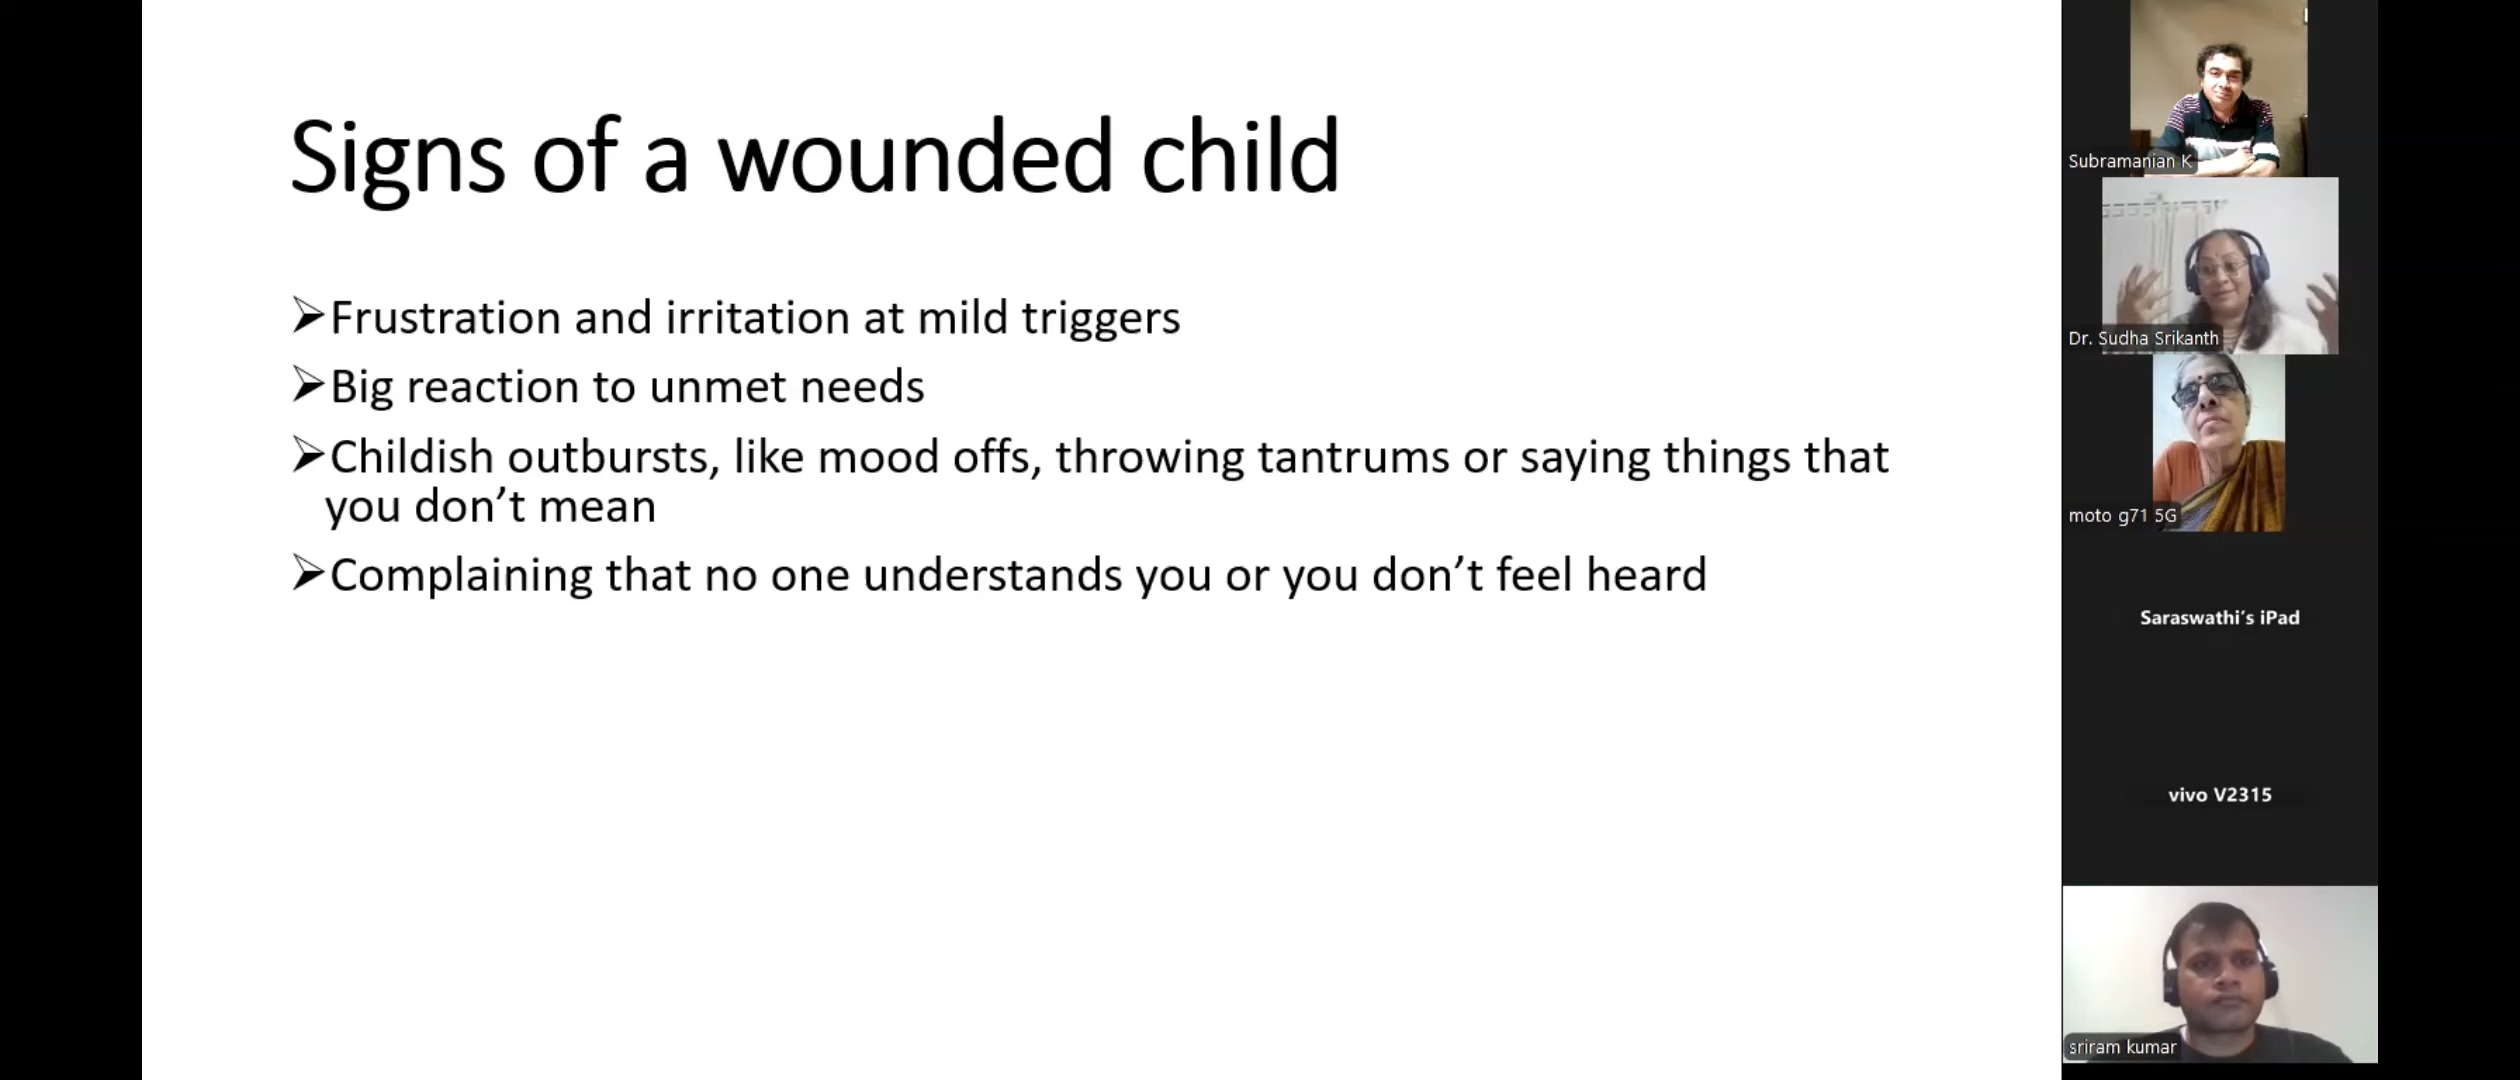 Signs of a wounded child
➢Frustration and irritation at mild triggers
➢Big reaction to unmet needs
➢Childish outbursts, like mood offs, throwing tantrums or saying things that
you don’t mean
➢Complaining that no one understands you or you don’t feel heard
Subramanian K
Dr. Sudha Srikanth
moto g71 5G
Saraswathi’s iPad
vivo V2315
sriram kumar